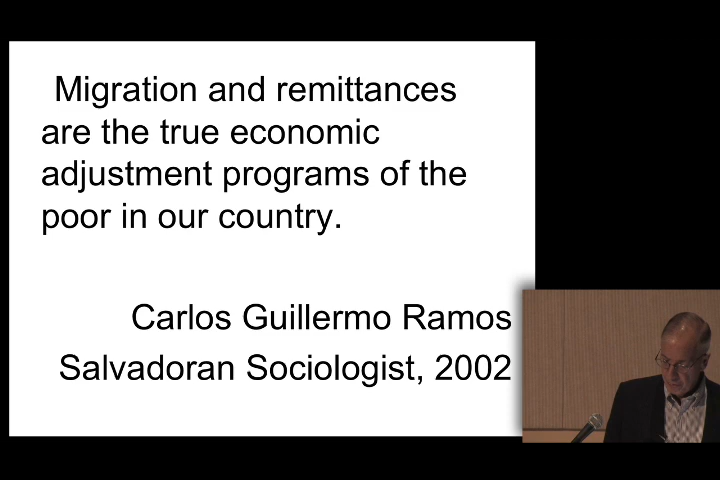 Migration and remittances
are the true economic
adjustment programs of the
poor in our country.
Carlos Guillermo Ramos
Salvadoran Sociologist, 2002